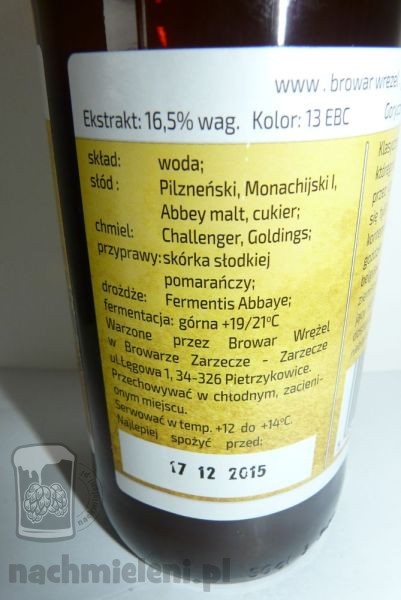 www.browarwrezel.
Ekstrakt: 16,5% wag. Kolor: 13 EBC
skład: woda;
słód: Pilzneński, Monachijski I,
Abbey malt, cukier;
chmiel: Challenger, Goldings;
przyprawy: skórka słodkiej
pomarańczy;
drożdże: Fermentis Abbaye;
fermentacja: górna +19/21°C
Warzone przez Browar Wrężel
w Browarze Zarzecze - Zarzecze
ul.Łęgowa 1, 34-326 Pietrzykowice.
Przechowywać w chłodnym, zacieni-
onym miejscu.
Serwować w temp. +12 do +14°C.
Najlepiej spożyć przed:
17 12 2015
nachmieleni.pl